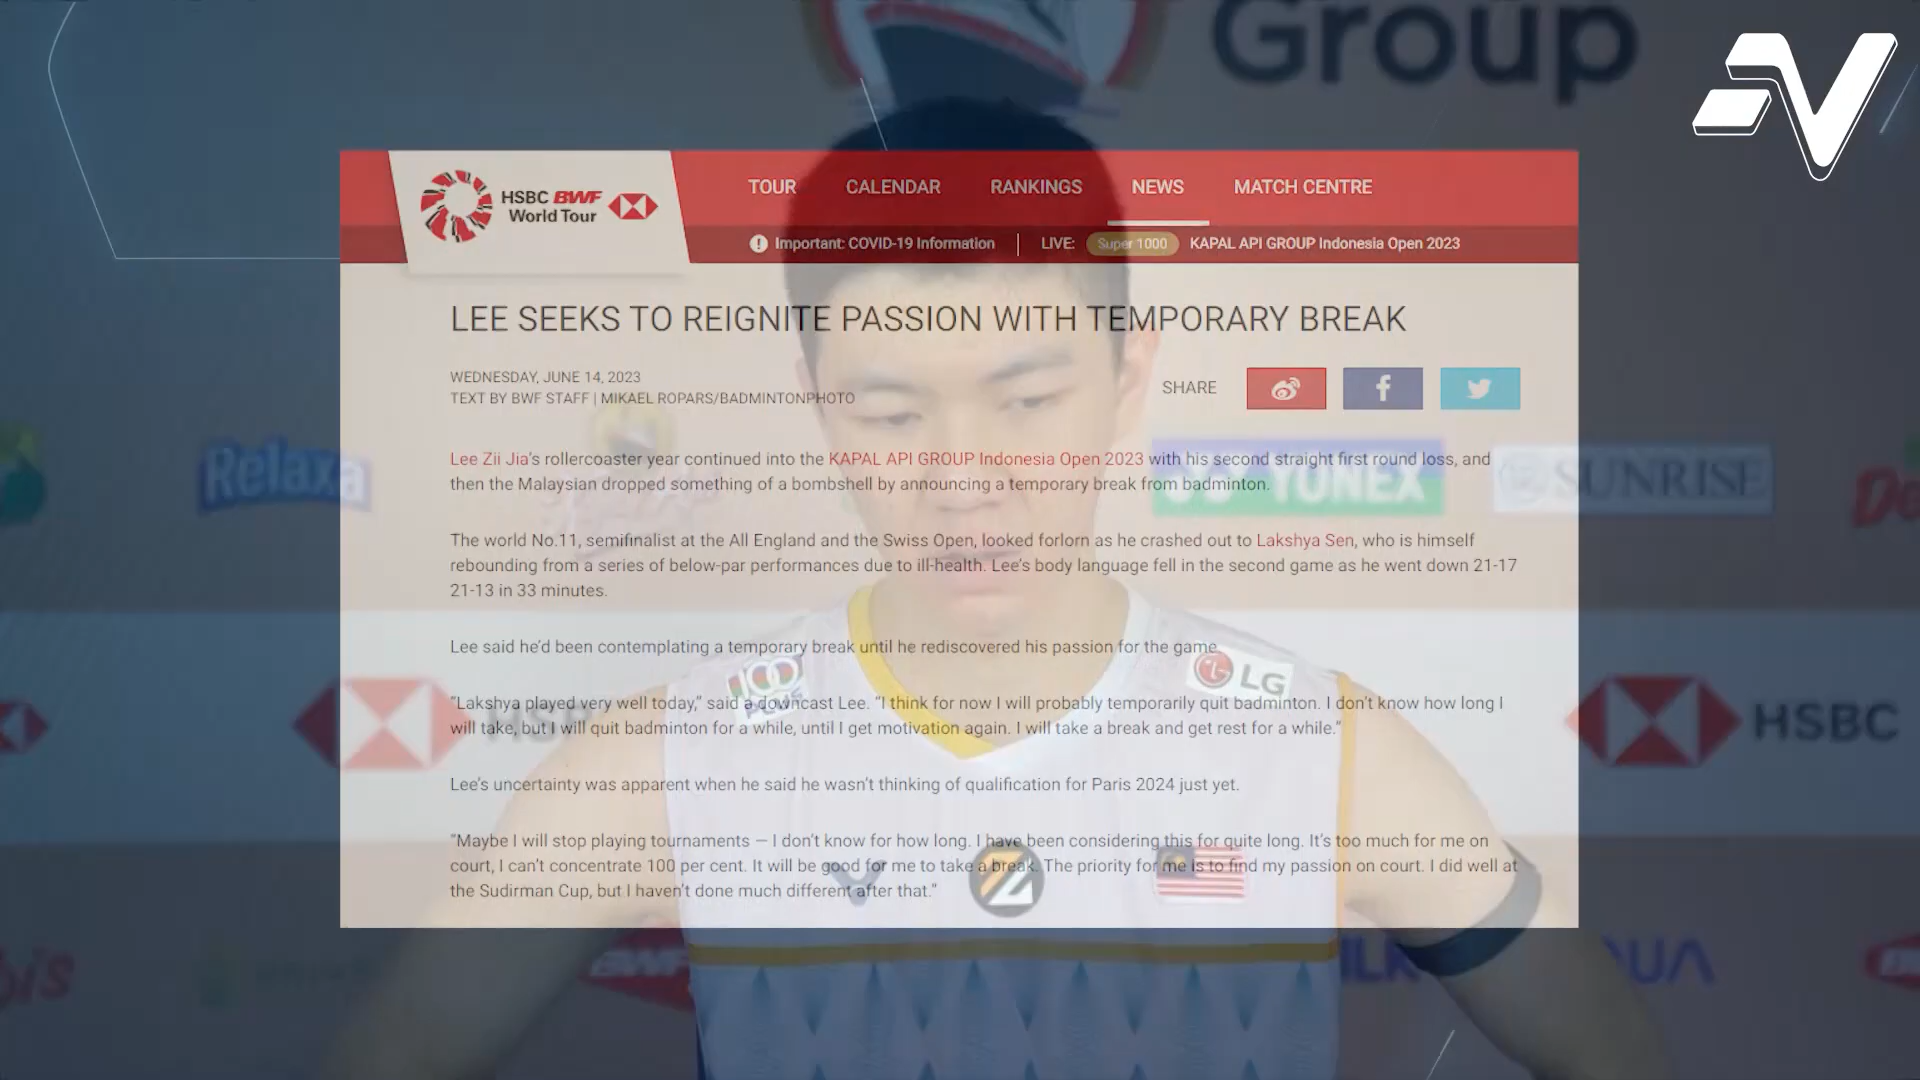 Group
HSBC BWF
World Tour
TOUR
CALENDAR
RANKINGS
NEWS
MATCH CENTRE
Important: COVID-19 Information
LIVE:
Super 1000
KAPAL API GROUP Indonesia Open 2023
LEE SEEKS TO REIGNITE PASSION WITH TEMPORARY BREAK
WEDNESDAY, JUNE 14, 2023
TEXT BY BWF STAFF | MIKAEL ROPARS/BADMINTONPHOTO
SHARE
Relaxa
YONEX
SUNRISE
Lee Zii Jia's rollercoaster year continued into the KAPAL API GROUP Indonesia Open 2023 with his second straight first round loss, and
then the Malaysian dropped something of a bombshell by announcing a temporary break from badminton.
The world No.11, semifinalist at the All England and the Swiss Open, looked forlorn as he crashed out to Lakshya Sen, who is himself
rebounding from a series of below-par performances due to ill-health. Lee's body language fell in the second game as he went down 21-17
21-13 in 33 minutes.
Lee said he'd been contemplating a temporary break until he rediscovered his passion for the game.
100
PLUS
LG
"Lakshya played very well today," said a downcast Lee. "I think for now I will probably temporarily quit badminton. I don't know how long I
will take, but I will quit badminton for a while, until I get motivation again. I will take a break and get rest for a while."
HSBC
Lee's uncertainty was apparent when he said he wasn't thinking of qualification for Paris 2024 just yet.
"Maybe I will stop playing tournaments — I don't know for how long. I have been considering this for quite long. It's too much for me on
court, I can't concentrate 100 per cent. It will be good for me to take a break. The priority for me is to find my passion on court. I did well at
the Sudirman Cup, but I haven't done much different after that."
BWF